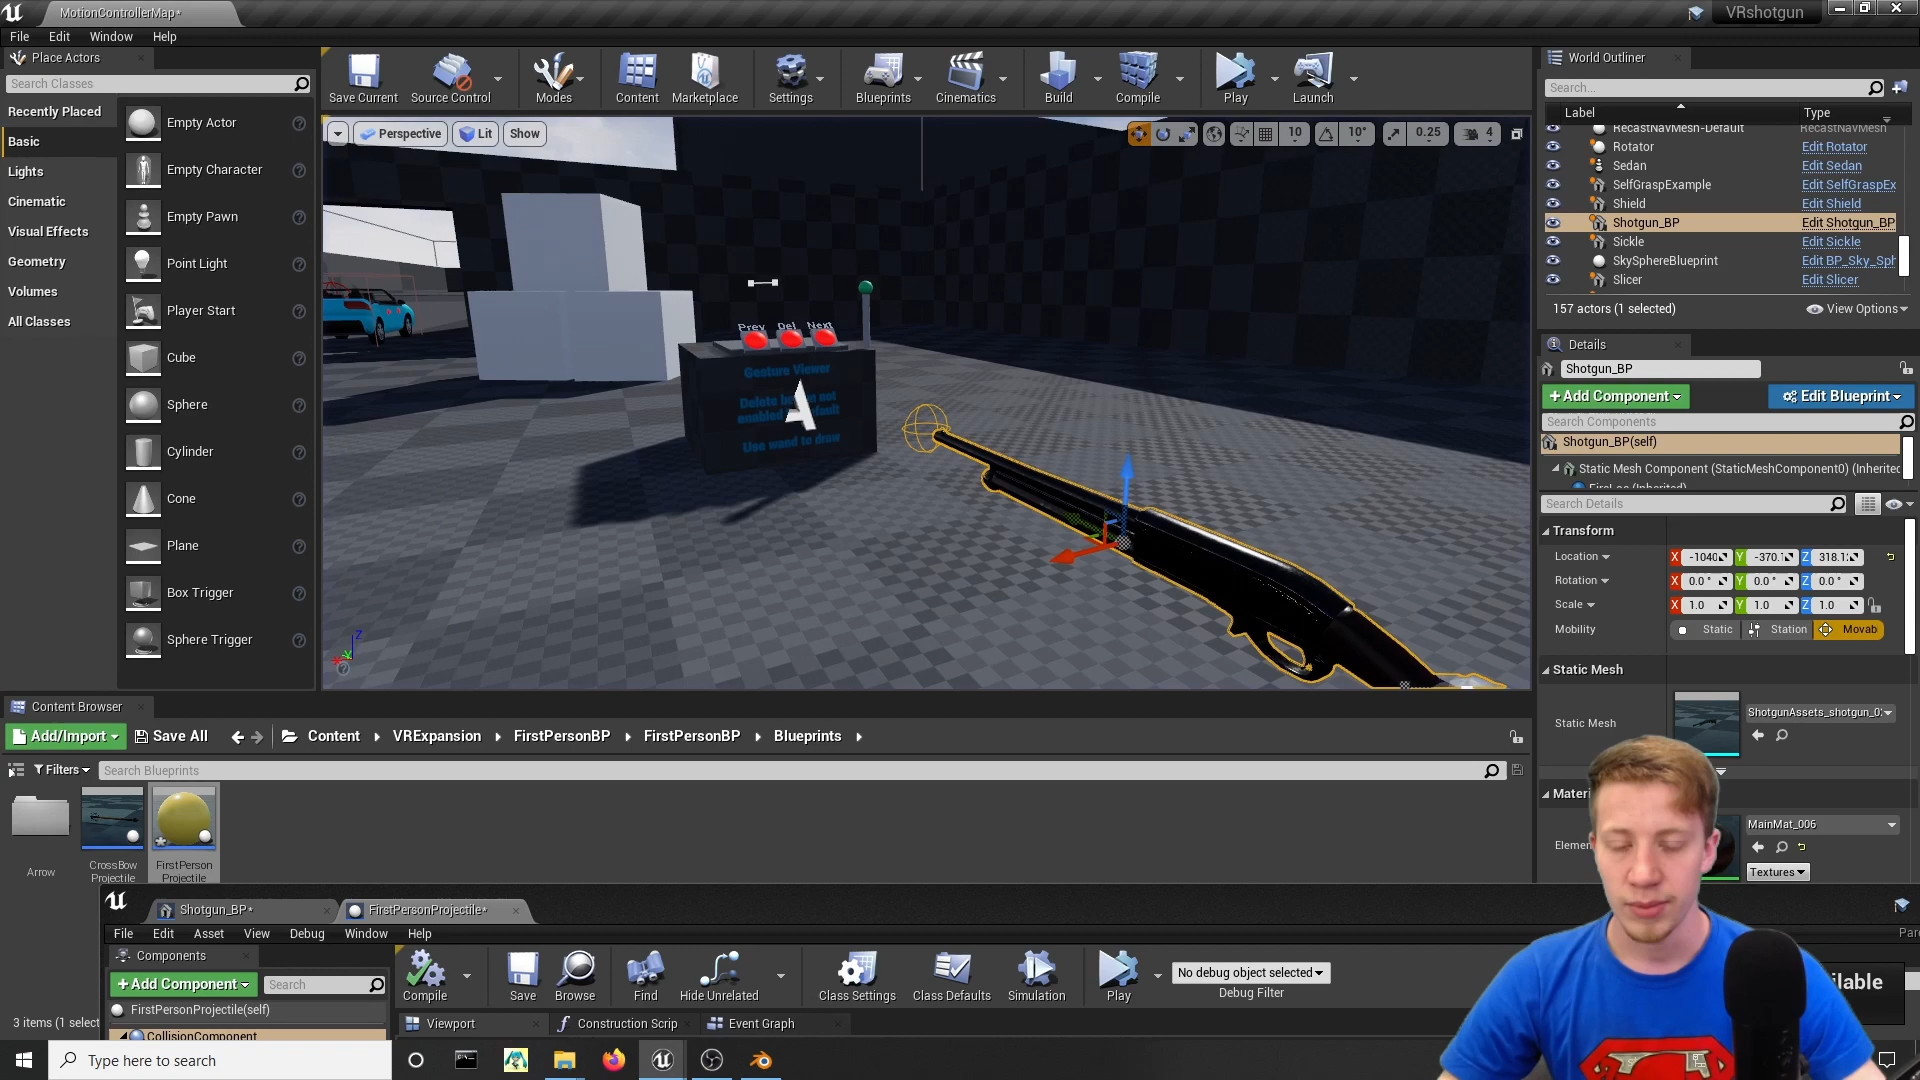 MotionControllerMap*
VRshotgun
File Edit Window Help
Place Actors
Search Classes
Recently Placed
Basic
Lights
Cinematic
Visual Effects
Geometry
Volumes
All Classes
Empty Actor
Empty Character
Empty Pawn
Point Light
Player Start
Cube
Sphere
Cylinder
Cone
Plane
Box Trigger
Sphere Trigger
Save Current
Source Control
Modes
Content
Marketplace
Settings
Blueprints
Cinematics
Build
Compile
Play
Launch
Perspective Lit Show
10 10° 0.25 4
Prev Del Next
Gesture Viewer
Use wand to draw
World Outliner
Search...
Label Type
RecastNavMesh-Default RecastNavMesh
Rotator Edit Rotator
Sedan Edit Sedan
SelfGraspExample Edit SelfGraspEx
Shield Edit Shield
Shotgun_BP Edit Shotgun_BP
Sickle Edit Sickle
SkySphereBlueprint Edit BP_Sky_Sph
Slicer Edit Slicer
157 actors (1 selected) View Options
Details
Shotgun_BP
+Add Component Edit Blueprint
Search Components
Shotgun_BP(self)
Static Mesh Component (StaticMeshComponent0) (Inherited
Search Details
Transform
Location X -1040 Y -370.1 Z 318.1
Rotation X 0.0 ° Y 0.0 ° Z 0.0 °
Scale X 1.0 Y 1.0 Z 1.0
Mobility Static Station Movab
Static Mesh
Static Mesh ShotgunAssets_shotgun_0
Materi
MainMat_006
Elemen
Textures
Content Browser
Add/Import Save All Content VRExpansion FirstPersonBP FirstPersonBP Blueprints
Filters Search Blueprints
Arrow
CrossBow
Projectile
FirstPerson
Projectile
3 items (1 select
Shotgun_BP* FirstPersonProjectile*
File Edit Asset View Debug Window Help
Par
Components
+Add Component Search
FirstPersonProjectile(self)
CollisionComponent
Compile
Save
Browse
Find
Hide Unrelated
Class Settings
Class Defaults
Simulation
Play
No debug object selected
Debug Filter
ilable
Viewport Construction Scrip Event Graph
Type here to search